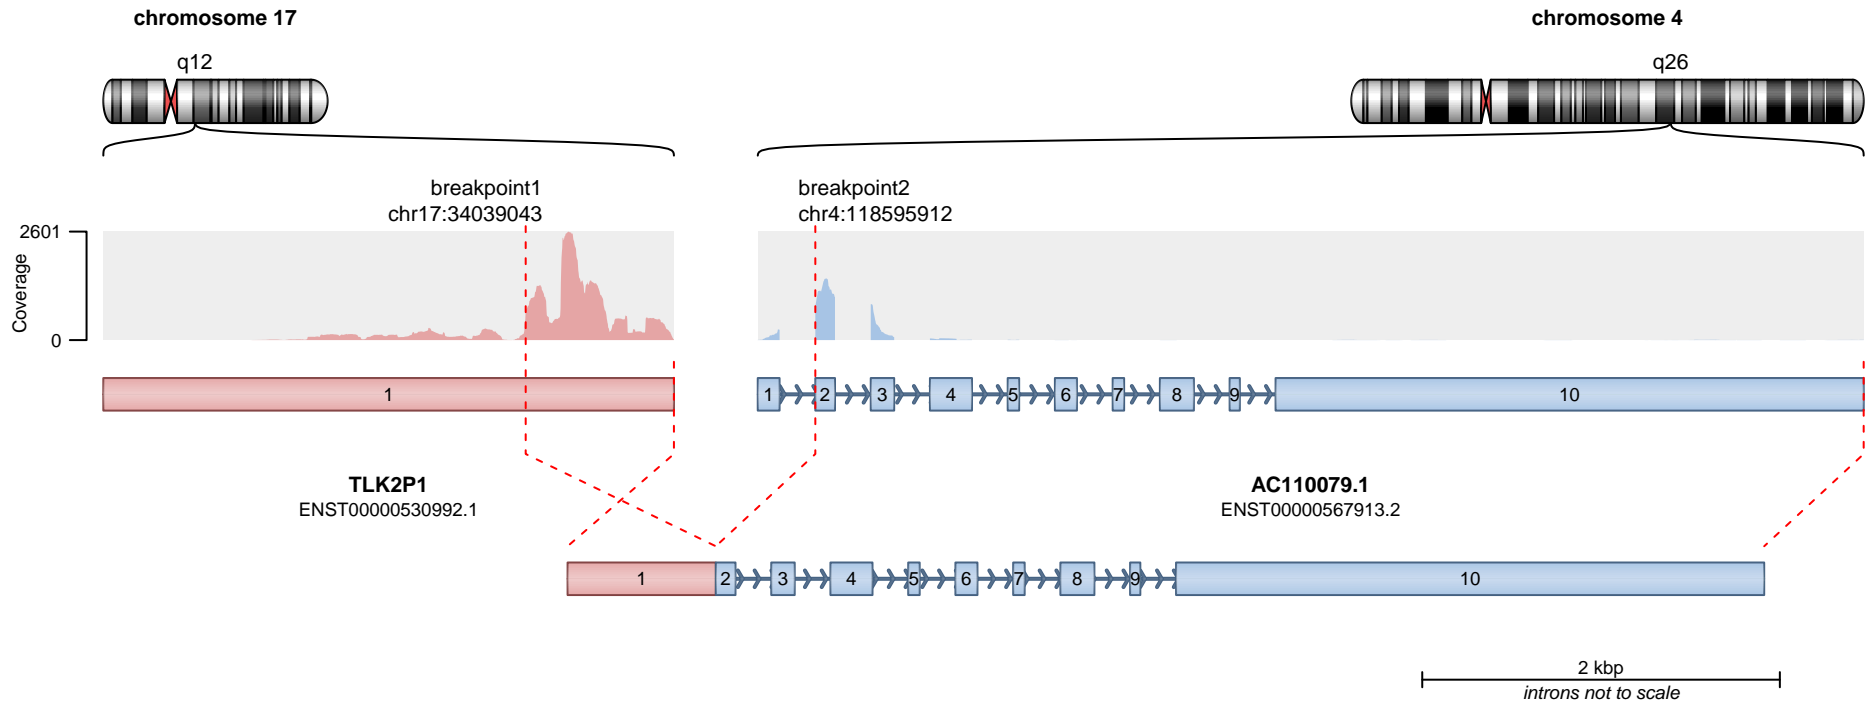 chromosome 17
chromosome 4
q12
q26
breakpoint1
chr17:34039043
breakpoint2
chr4:118595912
2601
0
Coverage
1
1 2 3 4 5 6 7 8 9 10
TLK2P1
ENST00000530992.1
AC110079.1
ENST00000567913.2
1 2 3 4 5 6 7 8 9 10
2 kbp
introns not to scale